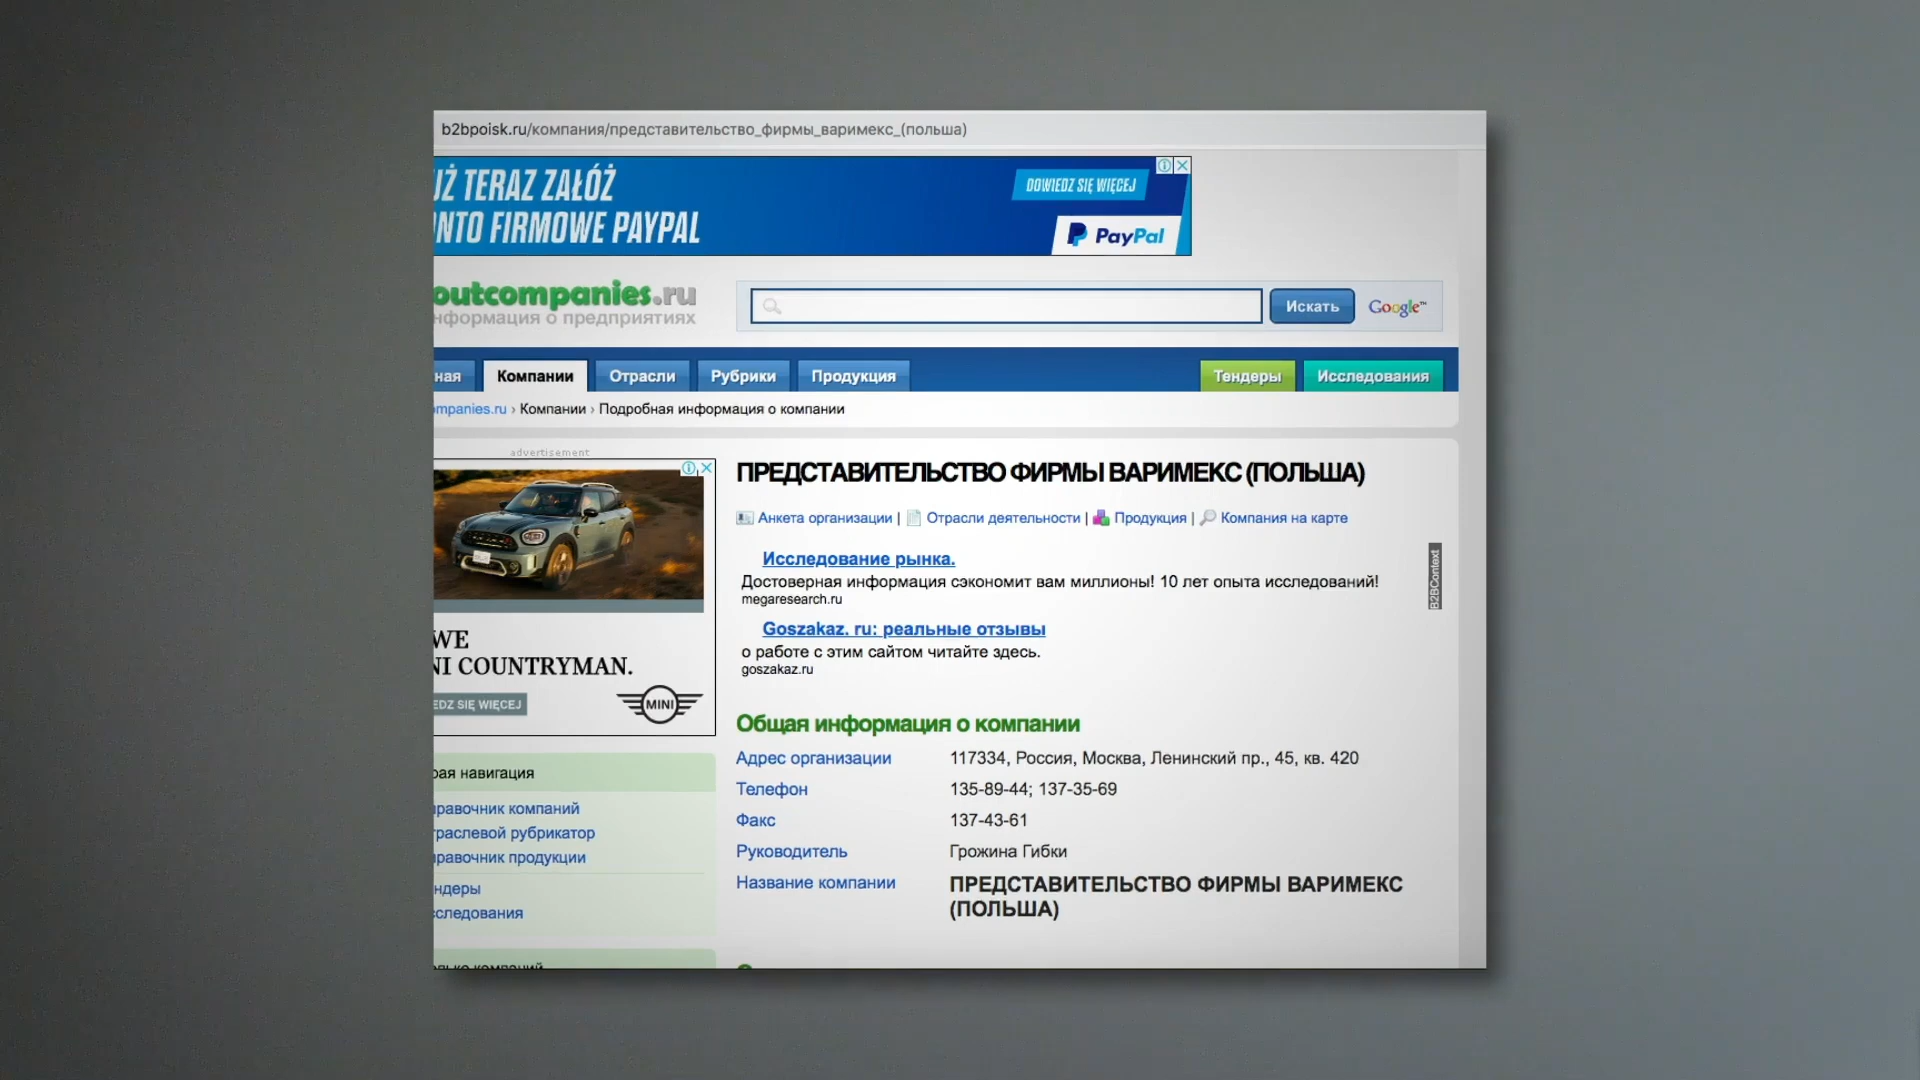 b2bpoisk.ru/компания/представительство_фирмы_варимекс_(польша)
UŻ TERAZ ZAŁÓŻ
ONTO FIRMOWE PAYPAL
DOWIEDZ SIĘ WIĘCEJ
PayPal
outcompanies.ru
нформация о предприятиях
Искать
Google™
ная
Компании
Отрасли
Рубрики
Продукция
Тендеры
Исследования
ompanies.ru › Компании › Подробная информация о компании
advertisement
WE
NI COUNTRYMAN.
EDZ SIĘ WIĘCEJ
MINI
ПРЕДСТАВИТЕЛЬСТВО ФИРМЫ ВАРИМЕКС (ПОЛЬША)
Анкета организации | Отрасли деятельности | Продукция | Компания на карте
Исследование рынка.
Достоверная информация сэкономит вам миллионы! 10 лет опыта исследований!
megaresearch.ru
Goszakaz. ru: реальные отзывы
о работе с этим сайтом читайте здесь.
goszakaz.ru
B2BContext
Общая информация о компании
Адрес организации 117334, Россия, Москва, Ленинский пр., 45, кв. 420
Телефон 135-89-44; 137-35-69
Факс 137-43-61
Руководитель Грожина Гибки
Название компании ПРЕДСТАВИТЕЛЬСТВО ФИРМЫ ВАРИМЕКС
(ПОЛЬША)
рая навигация
правочник компаний
траслевой рубрикатор
правочник продукции
ндеры
сследования